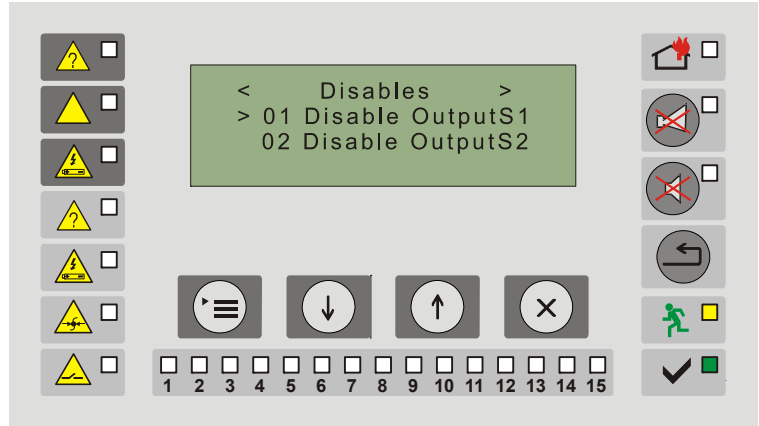 < Disables >
> 01 Disable OutputS1
02 Disable OutputS2
?
?
1 2 3 4 5 6 7 8 9 10 11 12 13 14 15